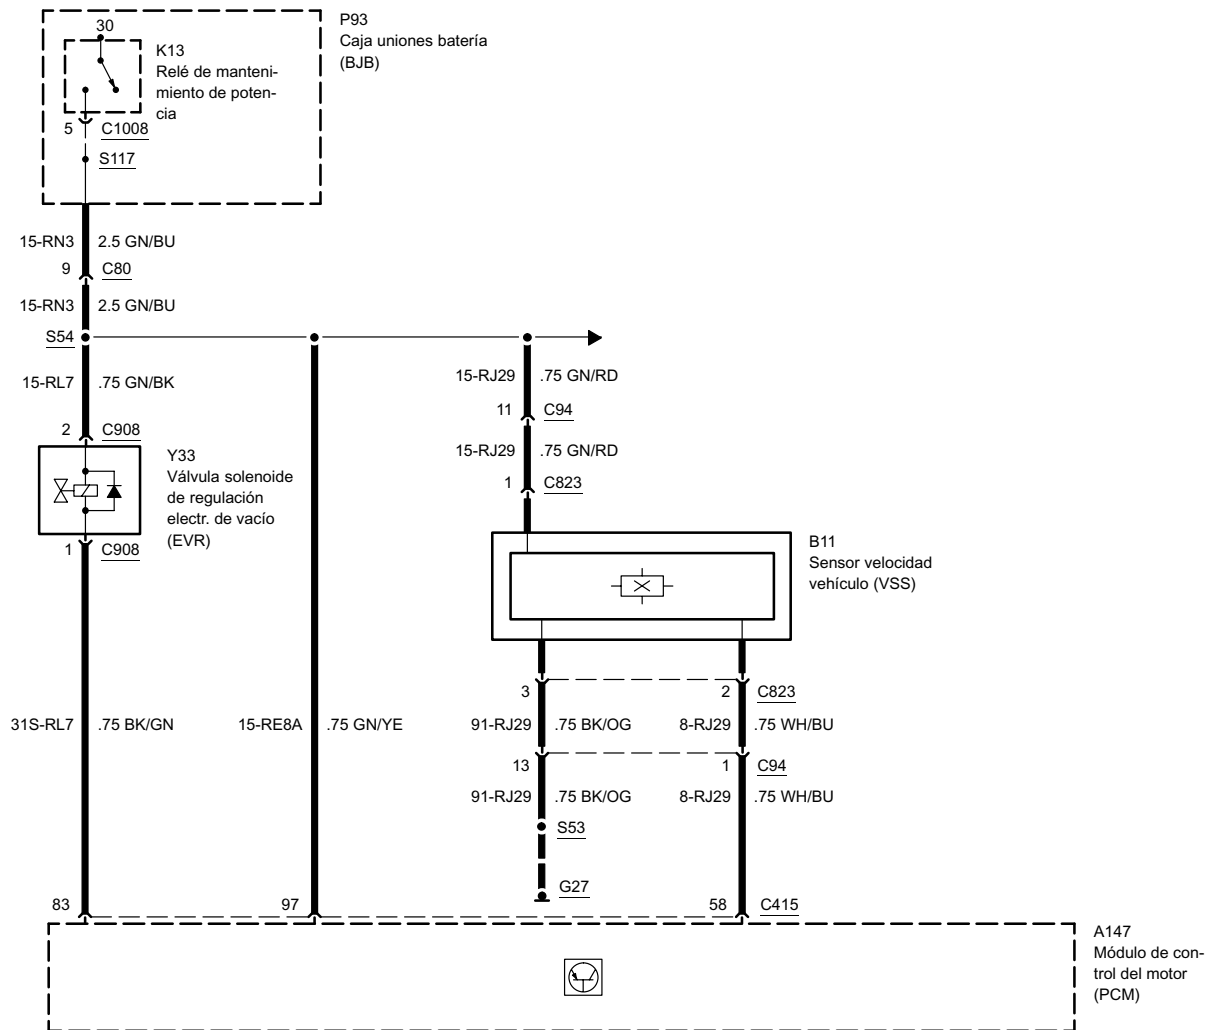 30
P93
Caja uniones batería
(BJB)
K13
Relé de manteni-
miento de poten-
cia
5 C1008
S117
15-RN3 2.5 GN/BU
9 C80
15-RN3 2.5 GN/BU
S54
15-RL7 .75 GN/BK
15-RJ29 .75 GN/RD
11 C94
2 C908
15-RJ29 .75 GN/RD
1 C823
Y33
Válvula solenoide
de regulación
electr. de vacío
(EVR)
1 C908
B11
Sensor velocidad
vehículo (VSS)
3 2 C823
31S-RL7 .75 BK/GN 15-RE8A .75 GN/YE 91-RJ29 .75 BK/OG 8-RJ29 .75 WH/BU
13 1 C94
91-RJ29 .75 BK/OG 8-RJ29 .75 WH/BU
S53
G27
83 97 58 C415
A147
Módulo de con-
trol del motor
(PCM)